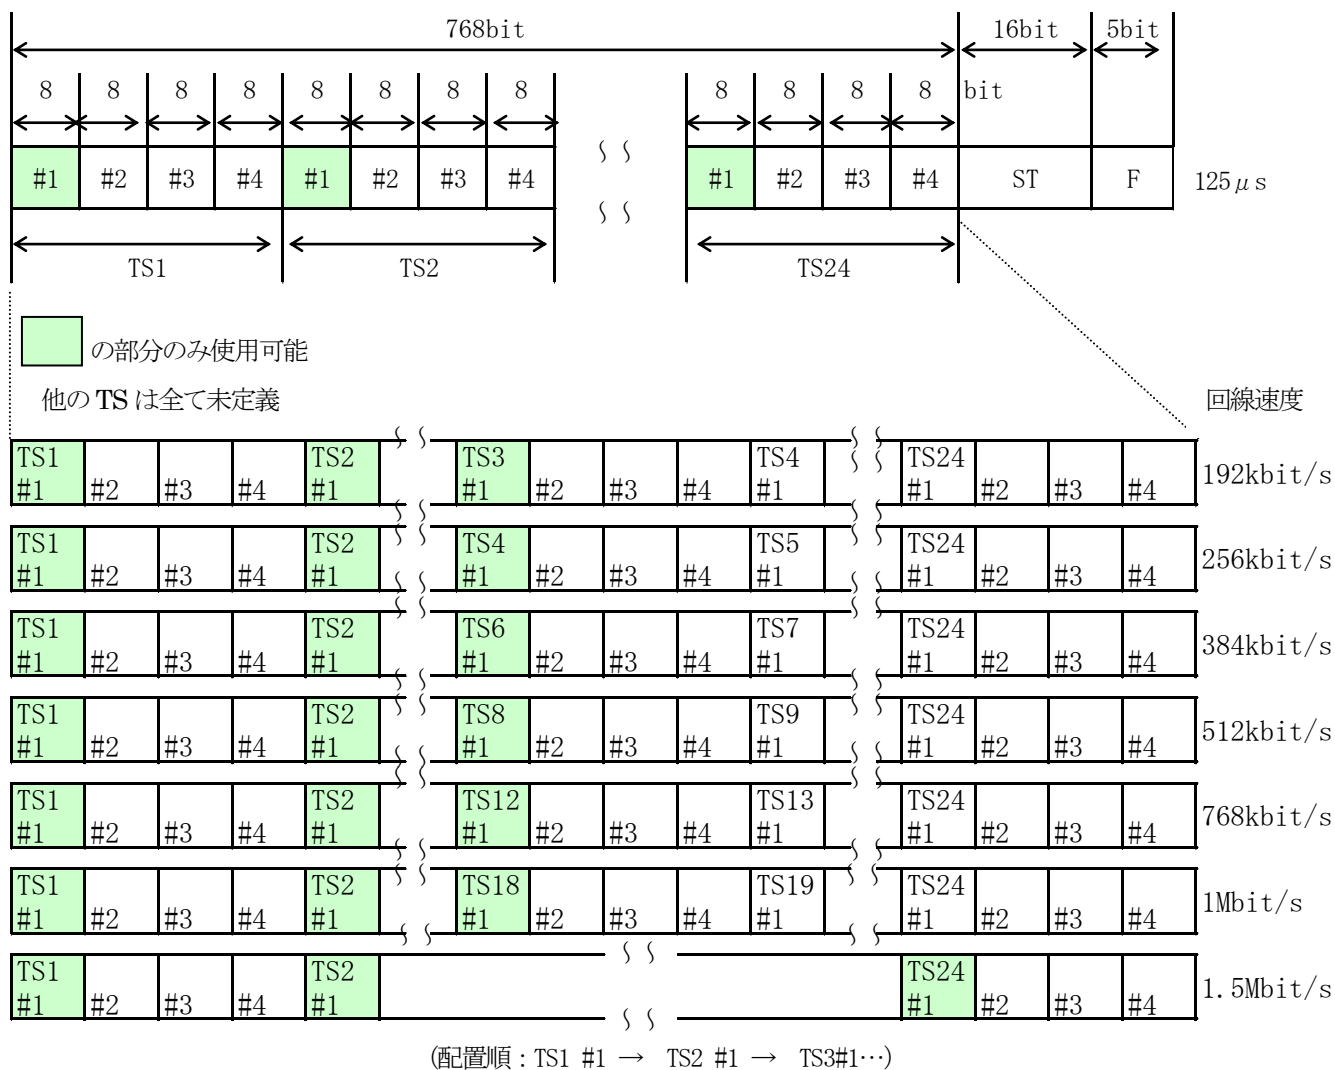 768bit 16bit 5bit
8 8 8 8 8 8 8 8 8 8 8 8 bit
#1 #2 #3 #4 #1 #2 #3 #4 #1 #2 #3 #4 ST F 125μs
TS1 TS2 TS24
の部分のみ使用可能
他の TS は全て未定義
回線速度
TS1 TS2 TS3 TS4 TS24
#1 #2 #3 #4 #1 #1 #2 #3 #4 #1 #1 #2 #3 #4
192kbit/s
TS1 TS2 TS4 TS5 TS24
#1 #2 #3 #4 #1 #1 #2 #3 #4 #1 #1 #2 #3 #4
256kbit/s
TS1 TS2 TS6 TS7 TS24
#1 #2 #3 #4 #1 #1 #2 #3 #4 #1 #1 #2 #3 #4
384kbit/s
TS1 TS2 TS8 TS9 TS24
#1 #2 #3 #4 #1 #1 #2 #3 #4 #1 #1 #2 #3 #4
512kbit/s
TS1 TS2 TS12 TS13 TS24
#1 #2 #3 #4 #1 #1 #2 #3 #4 #1 #1 #2 #3 #4
768kbit/s
TS1 TS2 TS18 TS19 TS24
#1 #2 #3 #4 #1 #1 #2 #3 #4 #1 #1 #2 #3 #4
1Mbit/s
TS1 TS2 TS24
#1 #2 #3 #4 #1 #1 #2 #3 #4
1.5Mbit/s
(配置順：TS1 #1 → TS2 #1 → TS3#1…)